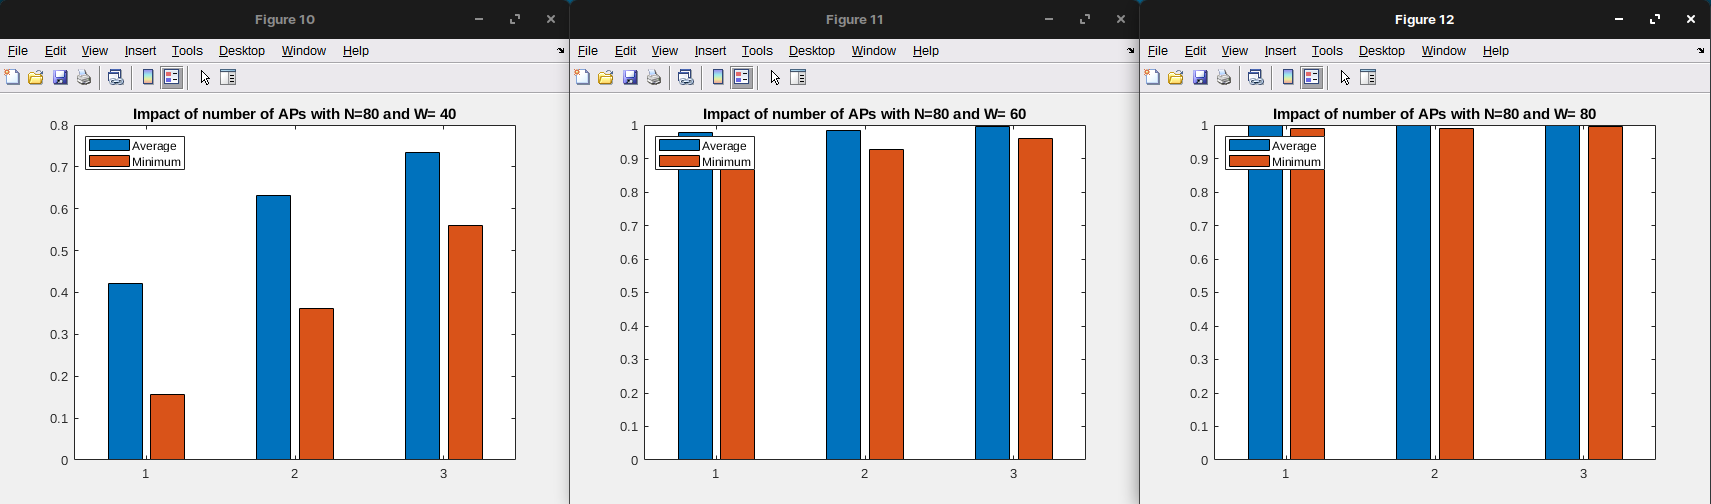 Figure 10
File Edit View Insert Tools Desktop Window Help
Impact of number of APs with N=80 and W= 40
Average
Minimum
0.8
0.7
0.6
0.5
0.4
0.3
0.2
0.1
0
1 2 3
Figure 11
File Edit View Insert Tools Desktop Window Help
Impact of number of APs with N=80 and W= 60
Average
Minimum
1
0.9
0.8
0.7
0.6
0.5
0.4
0.3
0.2
0.1
0
1 2 3
Figure 12
File Edit View Insert Tools Desktop Window Help
Impact of number of APs with N=80 and W= 80
Average
Minimum
1
0.9
0.8
0.7
0.6
0.5
0.4
0.3
0.2
0.1
0
1 2 3